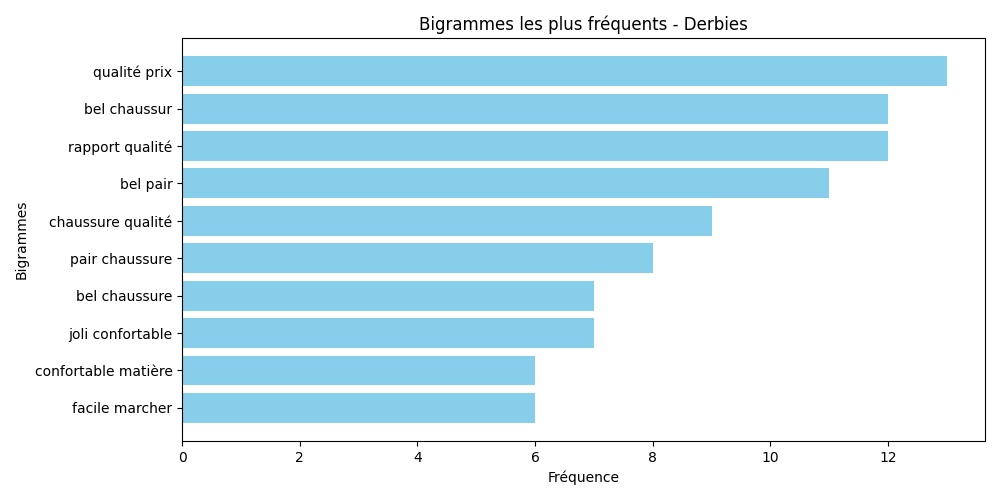 Bigrammes les plus fréquents - Derbies
Bigrammes
qualité prix
bel chaussur
rapport qualité
bel pair
chaussure qualité
pair chaussure
bel chaussure
joli confortable
confortable matière
facile marcher
0 2 4 6 8 10 12
Fréquence